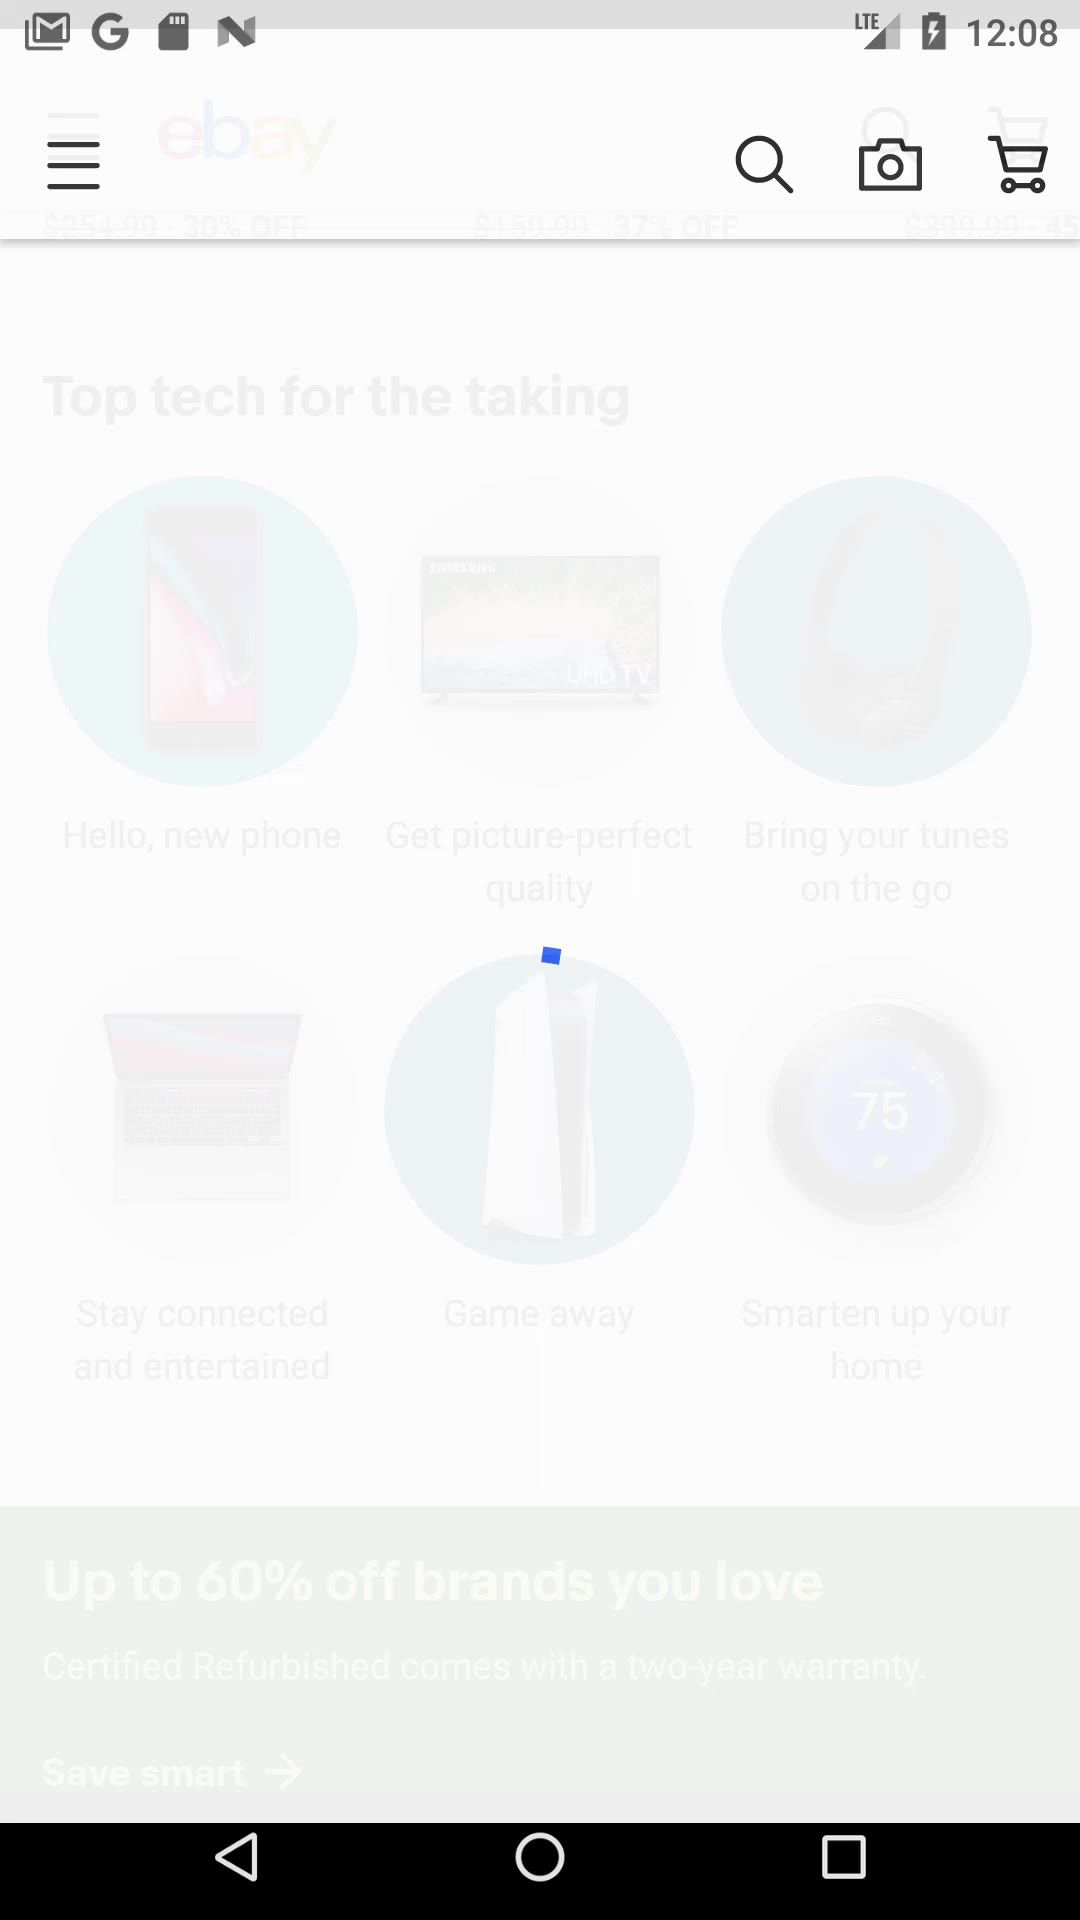 LTE 12:08
ebay
$254.99 · 30% OFF $159.99 · 37% OFF $399.99 · 45
Top tech for the taking
SAMSUNG
UHD TV
Hello, new phone
Get picture-perfect
quality
Bring your tunes
on the go
nest
75
Stay connected
and entertained
Game away
Smarten up your
home
Up to 60% off brands you love
Certified Refurbished comes with a two-year warranty.
Save smart